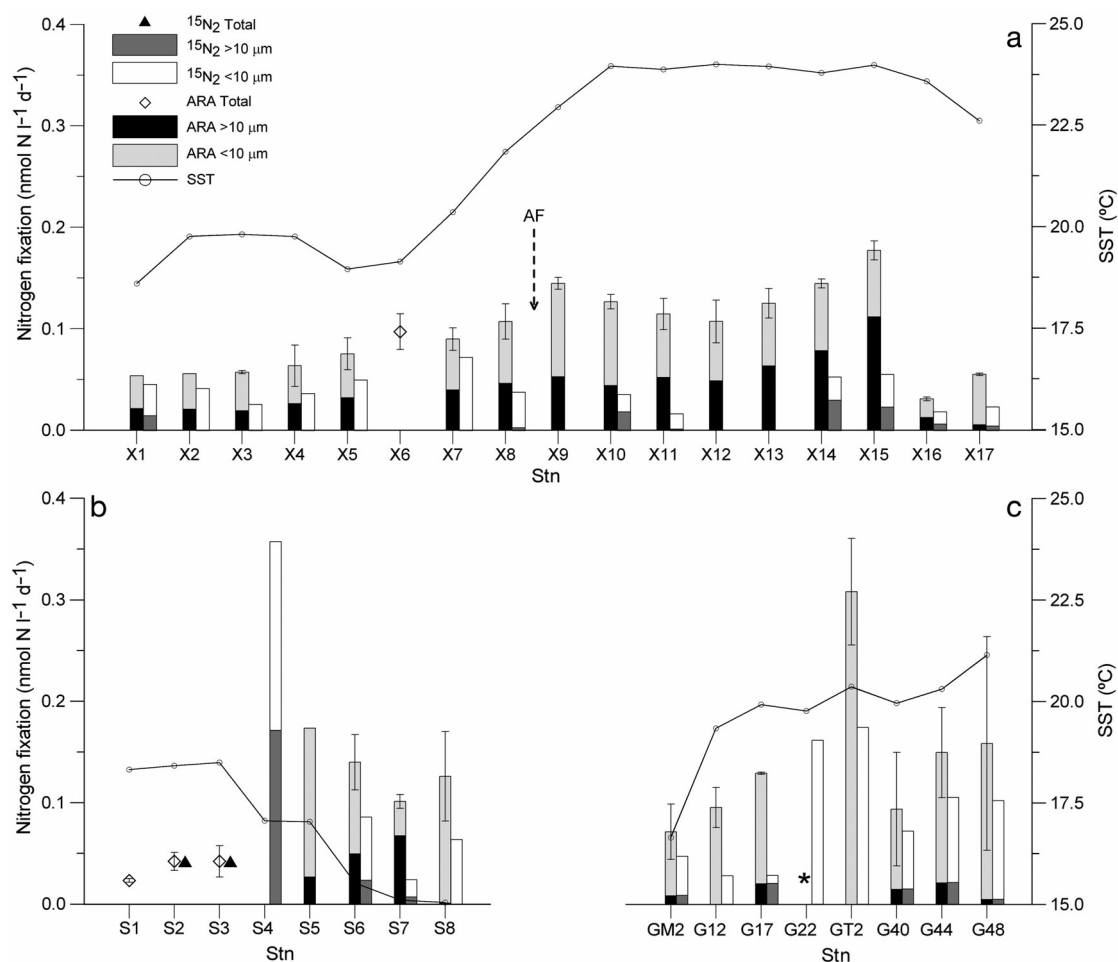 a
▲ ¹⁵N₂ Total
¹⁵N₂ >10 μm
¹⁵N₂ <10 μm
◇ ARA Total
ARA >10 μm
ARA <10 μm
SST
Nitrogen fixation (nmol N l⁻¹ d⁻¹)
0.4
0.3
0.2
0.1
0.0
AF
SST (ºC)
25.0
22.5
20.0
17.5
15.0
X1 X2 X3 X4 X5 X6 X7 X8 X9 X10 X11 X12 X13 X14 X15 X16 X17
Stn
b
Nitrogen fixation (nmol N l⁻¹ d⁻¹)
0.4
0.3
0.2
0.1
0.0
S1 S2 S3 S4 S5 S6 S7 S8
Stn
c
*
SST (ºC)
25.0
22.5
20.0
17.5
15.0
GM2 G12 G17 G22 GT2 G40 G44 G48
Stn